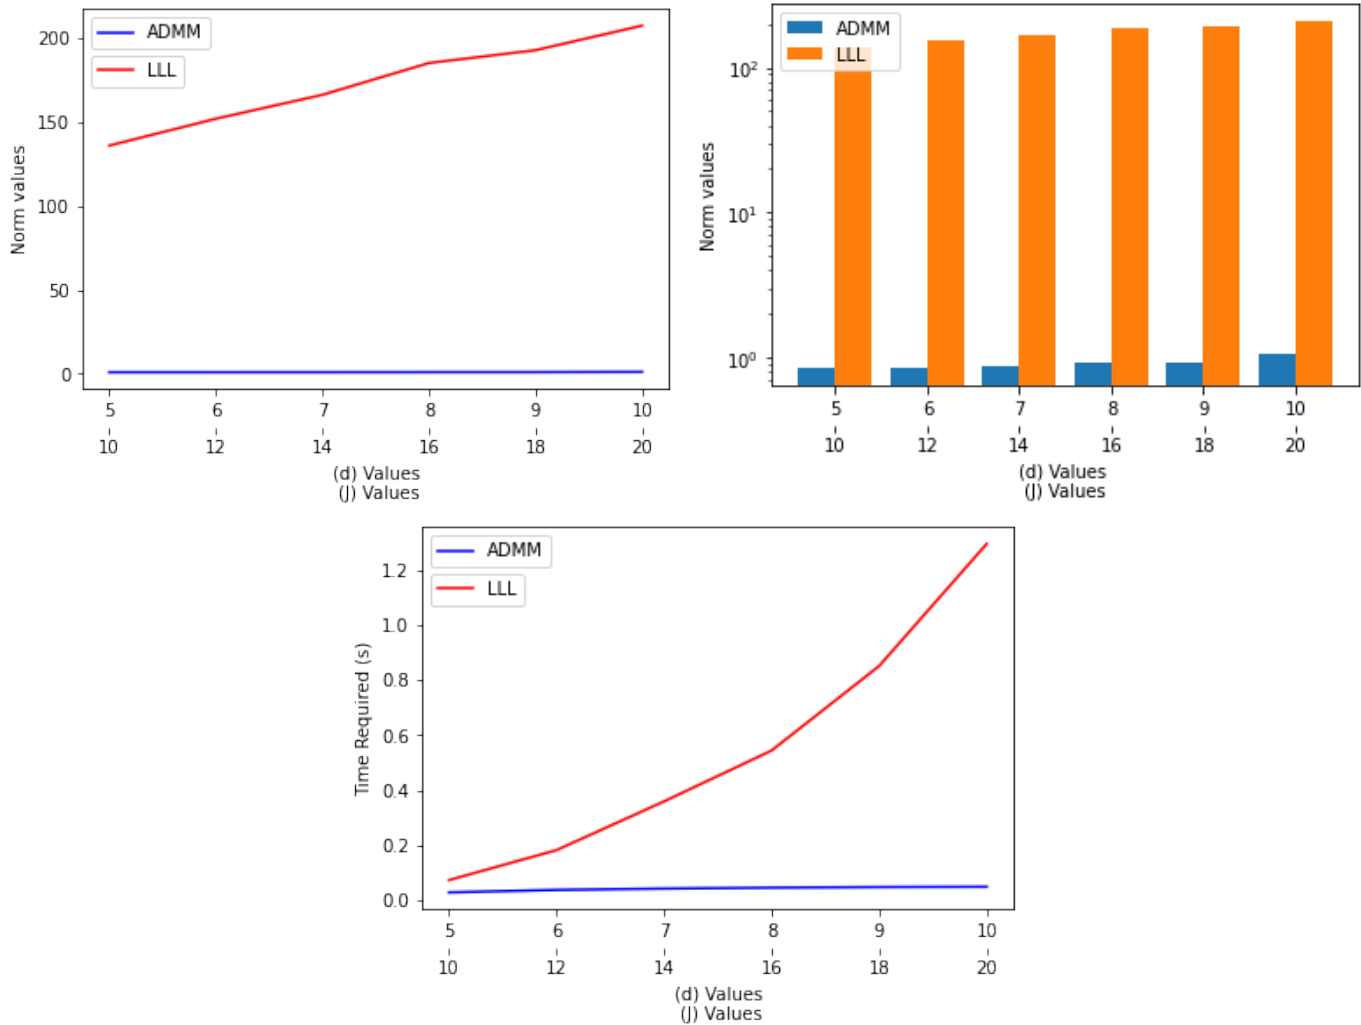 ADMM
LLL
Norm values
200
150
100
50
0
5 6 7 8 9 10
10 12 14 16 18 20
(d) Values
(J) Values
ADMM
LLL
Norm values
10²
10¹
10⁰
5 6 7 8 9 10
10 12 14 16 18 20
(d) Values
(J) Values
ADMM
LLL
Time Required (s)
1.2
1.0
0.8
0.6
0.4
0.2
0.0
5 6 7 8 9 10
10 12 14 16 18 20
(d) Values
(J) Values